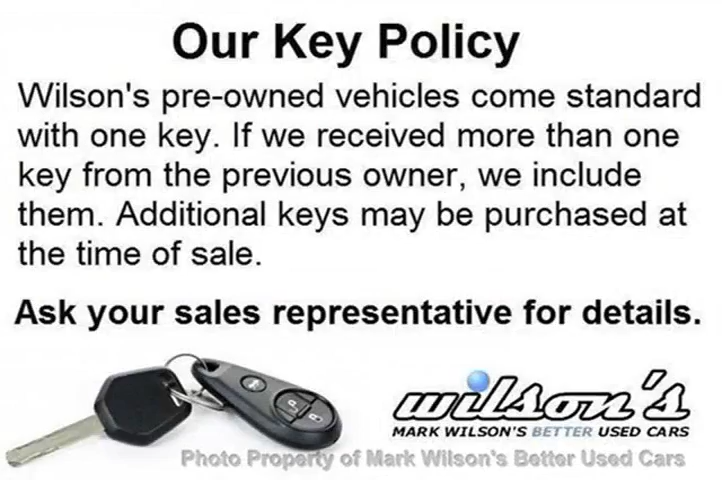 Our Key Policy
Wilson's pre-owned vehicles come standard
with one key. If we received more than one
key from the previous owner, we include
them. Additional keys may be purchased at
the time of sale.
Ask your sales representative for details.
wilson's
MARK WILSON'S BETTER USED CARS
Photo Property of Mark Wilson's Better Used Cars